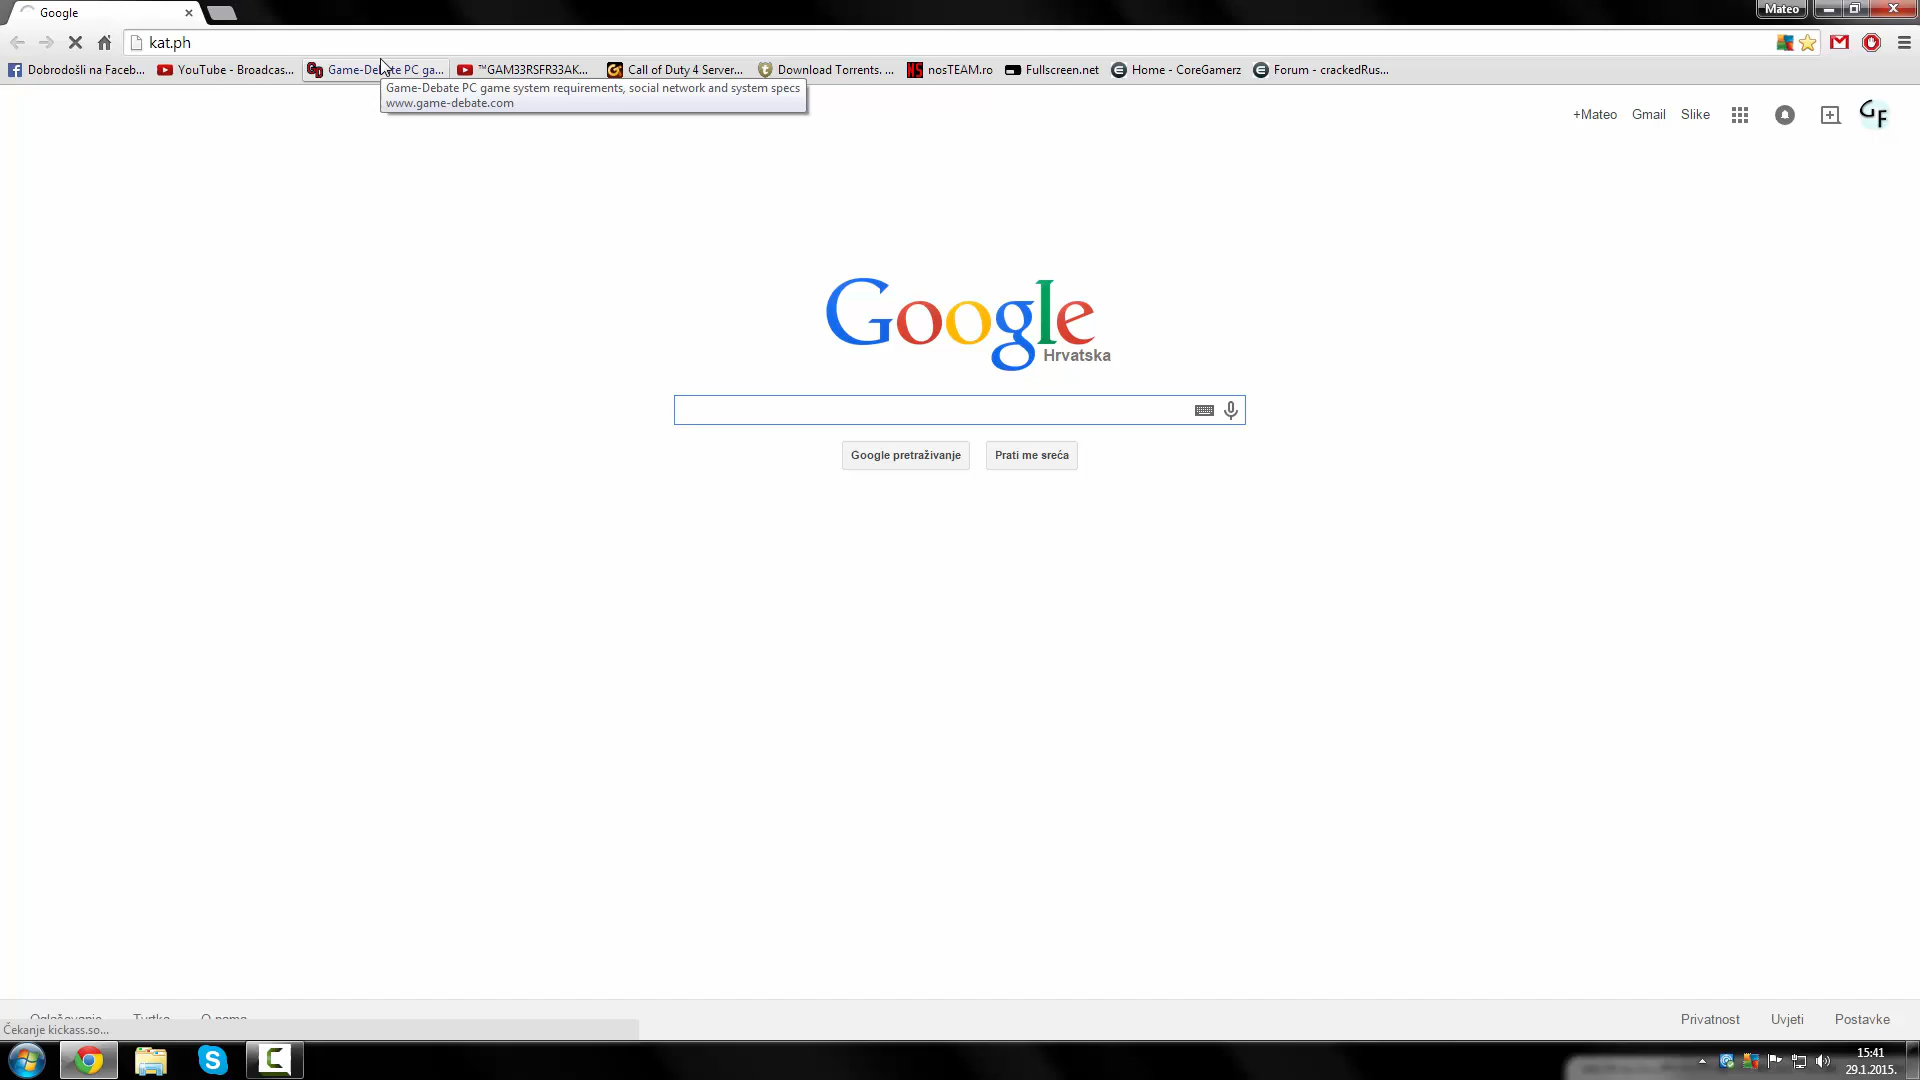 Google
Mateo
kat.ph
Dobrodošli na Faceb...
YouTube - Broadcas...
Game-Debate PC ga...
™GAM33RSFR33AK...
Call of Duty 4 Server...
Download Torrents. ...
nosTEAM.ro
Fullscreen.net
Home - CoreGamerz
Forum - crackedRus...
Game-Debate PC game system requirements, social network and system specs
www.game-debate.com
+Mateo
Gmail
Slike
GF
Google
Hrvatska
Google pretraživanje
Prati me sreća
Oglašavanje
Tvrtka
O nama
Privatnost
Uvjeti
Postavke
Čekanje kickass.so...
15:41
29.1.2015.